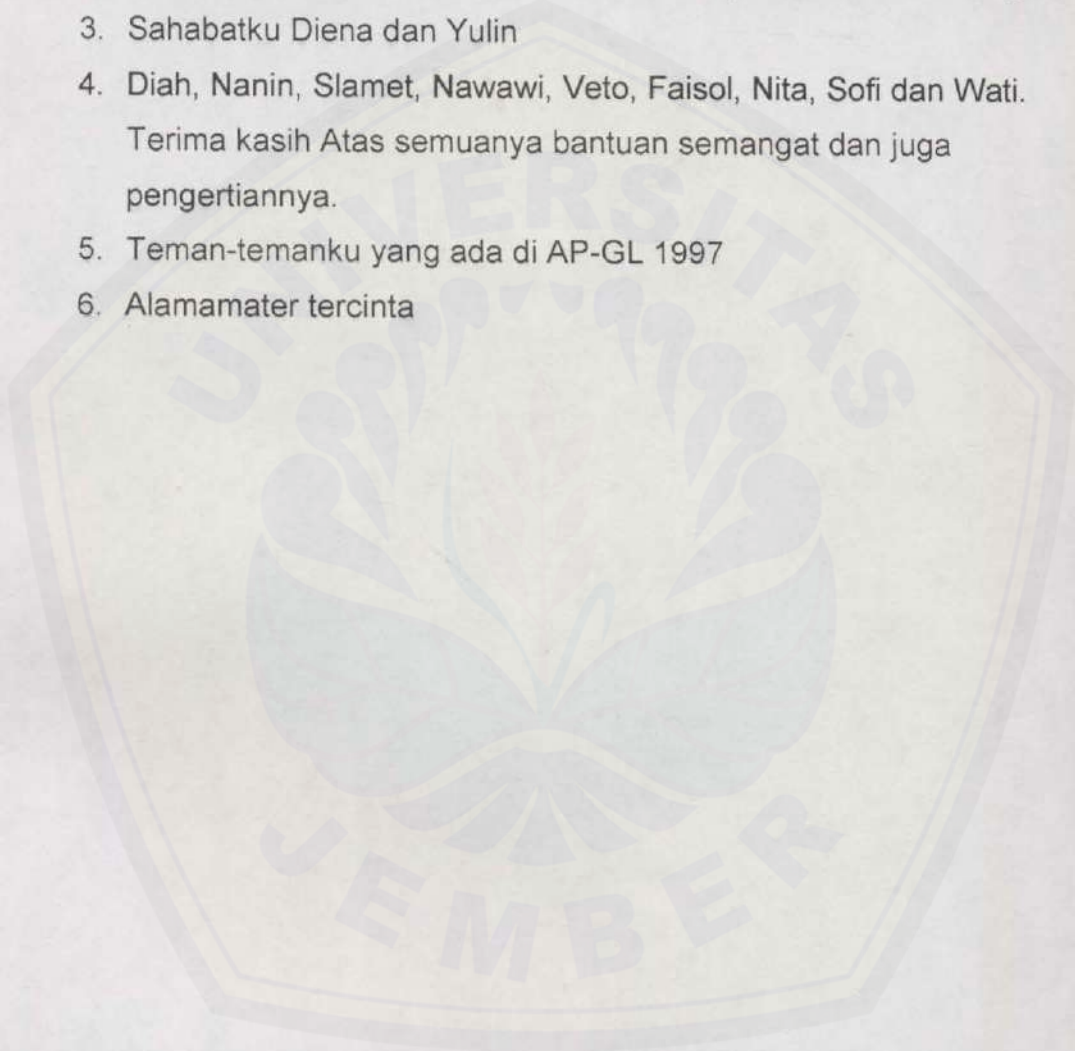 3. Sahabatku Diena dan Yulin
4. Diah, Nanin, Slamet, Nawawi, Veto, Faisol, Nita, Sofi dan Wati.
Terima kasih Atas semuanya bantuan semangat dan juga
pengertiannya.
5. Teman-temanku yang ada di AP-GL 1997
6. Alamamater tercinta
UNIVERSITAS
JEMBER